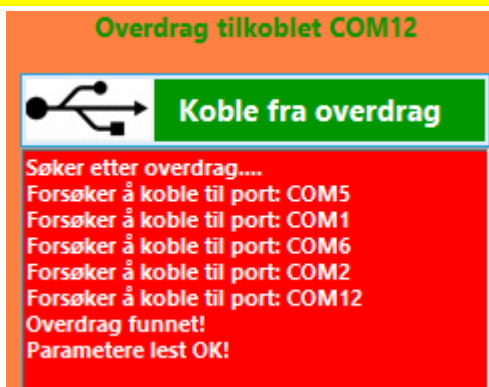 Overdrag tilkoblet COM12
Koble fra overdrag
Søker etter overdrag....
Forsøker å koble til port: COM5
Forsøker å koble til port: COM1
Forsøker å koble til port: COM6
Forsøker å koble til port: COM2
Forsøker å koble til port: COM12
Overdrag funnet!
Parametere lest OK!